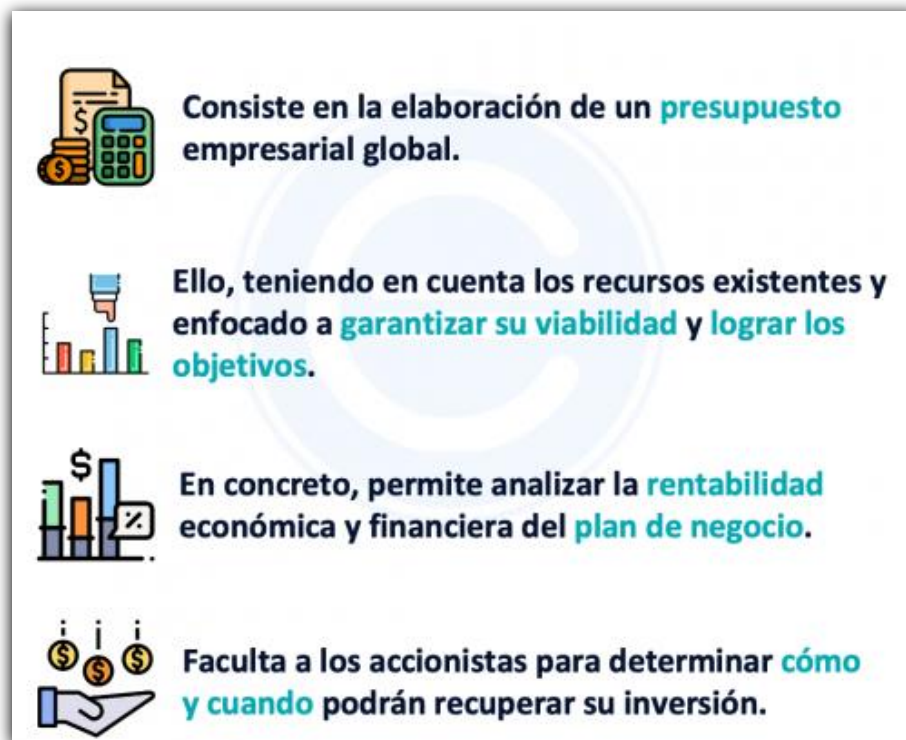 Consiste en la elaboración de un presupuesto
empresarial global.
Ello, teniendo en cuenta los recursos existentes y
enfocado a garantizar su viabilidad y lograr los
objetivos.
En concreto, permite analizar la rentabilidad
económica y financiera del plan de negocio.
Faculta a los accionistas para determinar cómo
y cuando podrán recuperar su inversión.